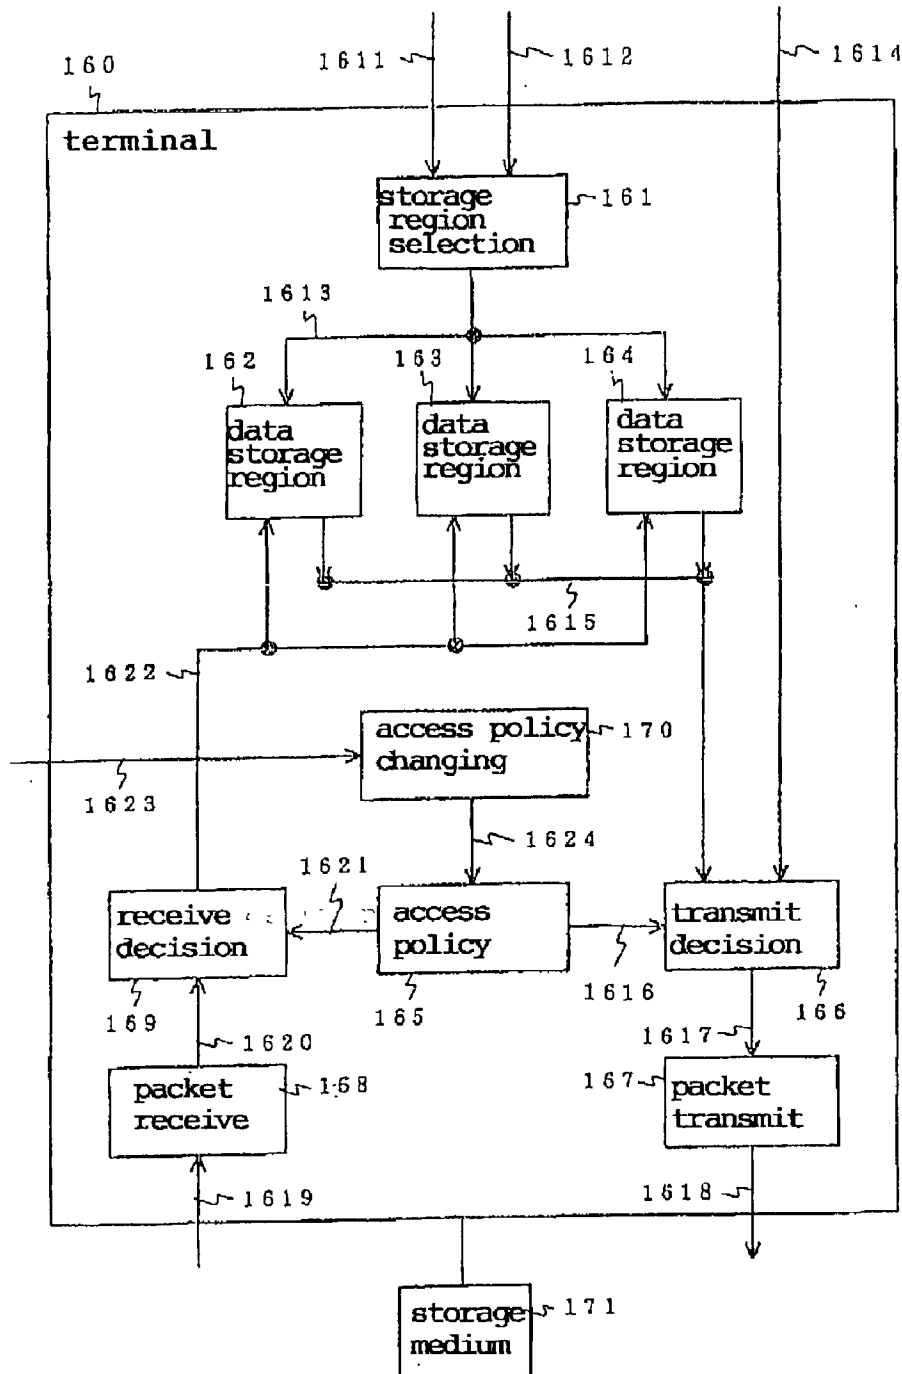 1611
1612
1614
160
terminal
storage
region
selection
161
1613
162
163
164
data
storage
region
data
storage
region
data
storage
region
1615
1622
access policy
changing
170
1623
1624
1621
receive
decision
access
policy
transmit
decision
169
165
1616
166
1620
1617
packet
receive
168
167
packet
transmit
1619
1618
storage
medium
171